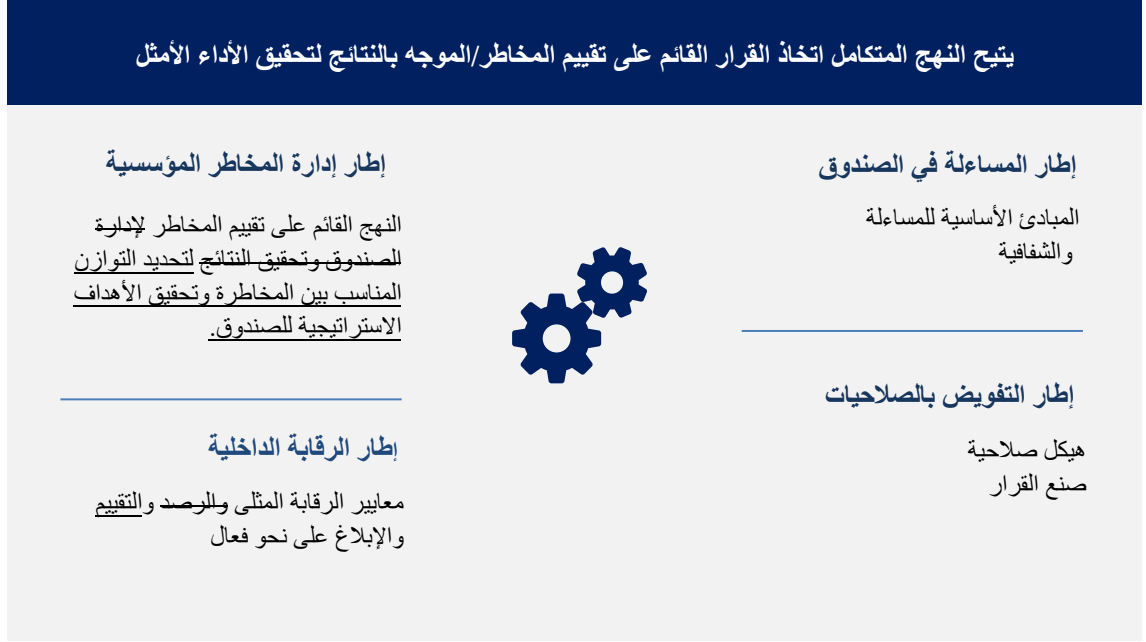 يتيح النهج المتكامل اتخاذ القرار القائم على تقييم المخاطر/الموجه بالنتائج لتحقيق الأداء الأمثل
إطار المساءلة في الصندوق
المبادئ الأساسية للمساءلة
والشفافية
إطار التفويض بالصلاحيات
هيكل صلاحية
صنع القرار
إطار إدارة المخاطر المؤسسية
النهج القائم على تقييم المخاطر لإدارة
الصندوق وتحقيق النتائج لتحديد التوازن
المناسب بين المخاطرة وتحقيق الأهداف
الاستراتيجية للصندوق.
إطار الرقابة الداخلية
معايير الرقابة المثلى والرصد والتقييم
والإبلاغ على نحو فعال